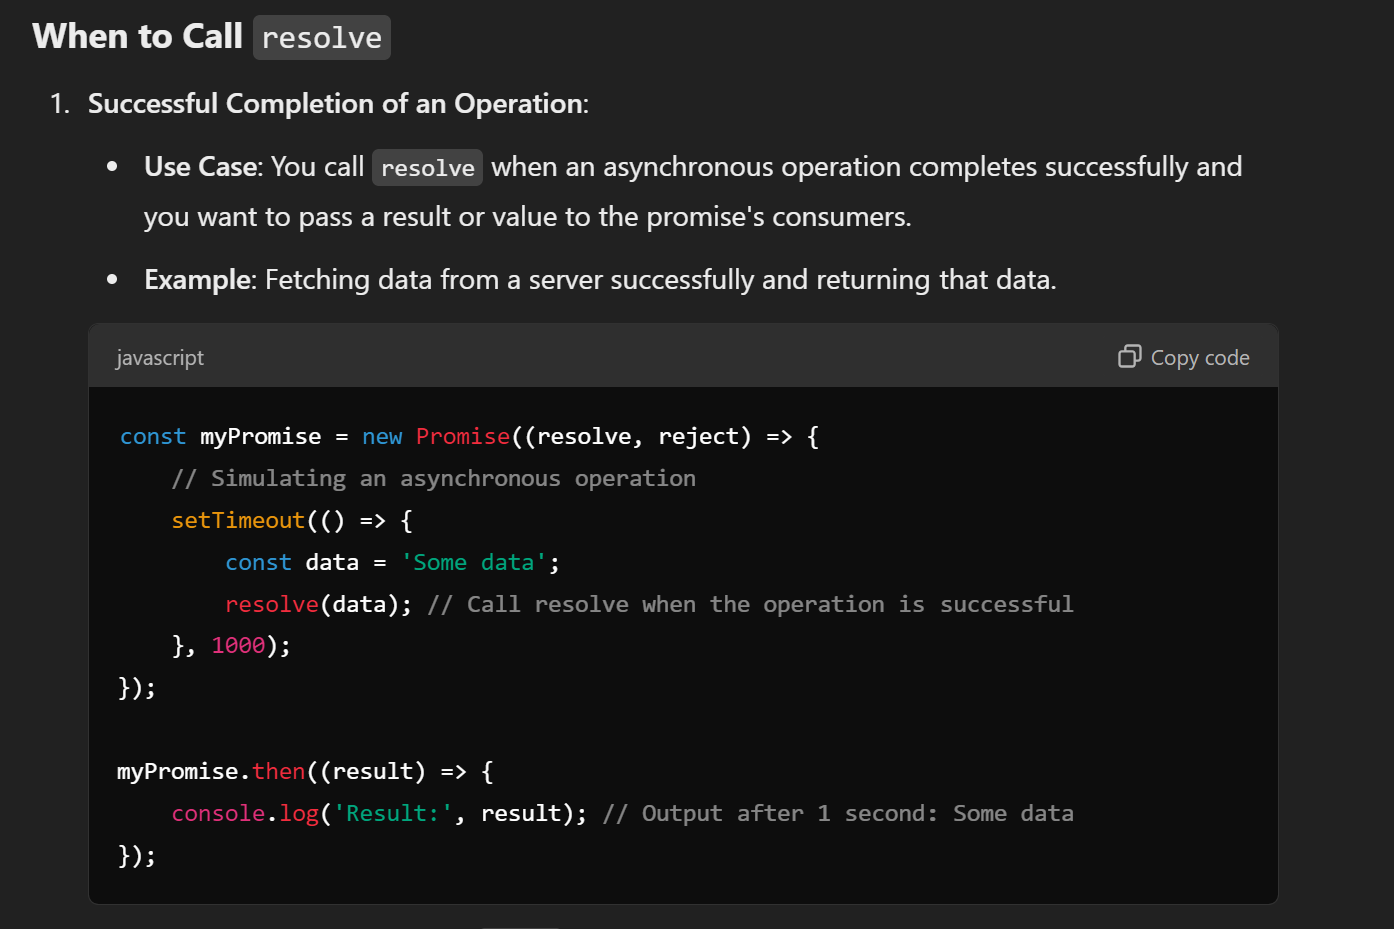 When to Call resolve
1. Successful Completion of an Operation:
• Use Case: You call resolve when an asynchronous operation completes successfully and
you want to pass a result or value to the promise's consumers.
• Example: Fetching data from a server successfully and returning that data.
javascript Copy code
const myPromise = new Promise((resolve, reject) => {
    // Simulating an asynchronous operation
    setTimeout(() => {
        const data = 'Some data';
        resolve(data); // Call resolve when the operation is successful
    }, 1000);
});
myPromise.then((result) => {
    console.log('Result:', result); // Output after 1 second: Some data
});